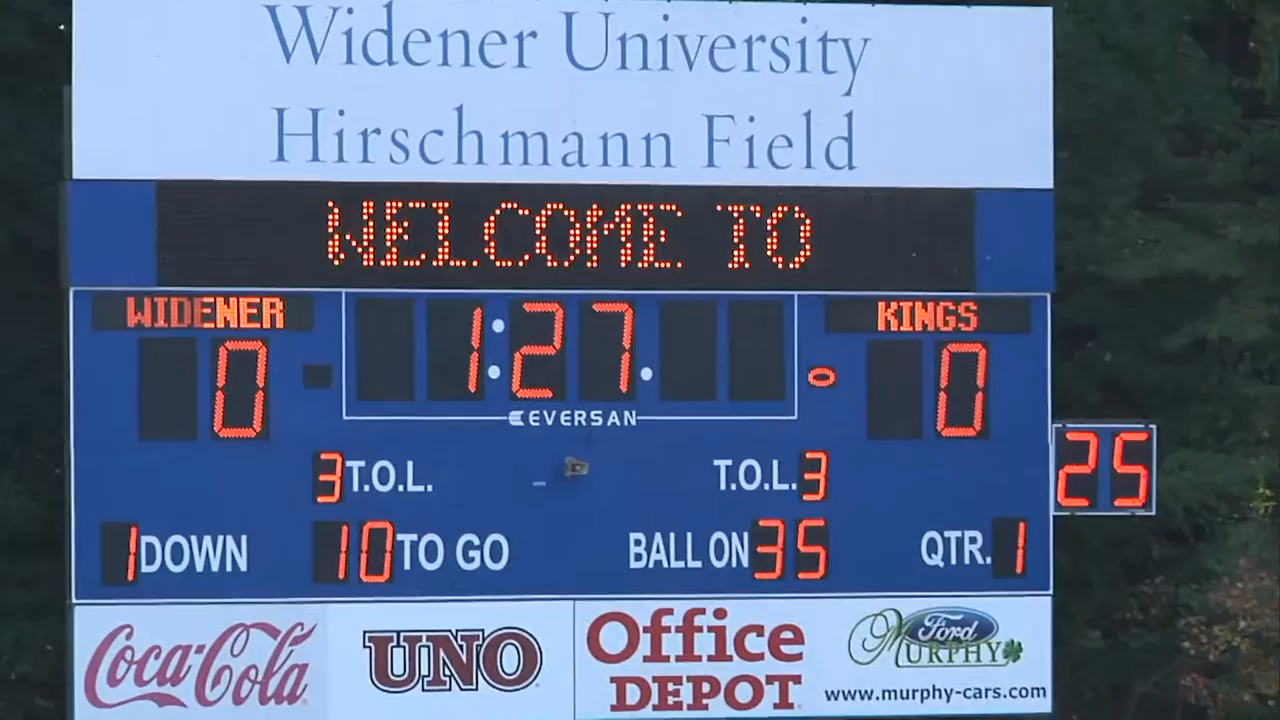 Widener University
Hirschmann Field
WELCOME TO
WIDENER 1:27. KINGS
0 0
EVERSAN
3 T.O.L. T.O.L. 3
25
1 DOWN 10 TO GO BALL ON 35 QTR. 1
Coca-Cola UNO Office DEPOT Ford MURPHY
www.murphy-cars.com